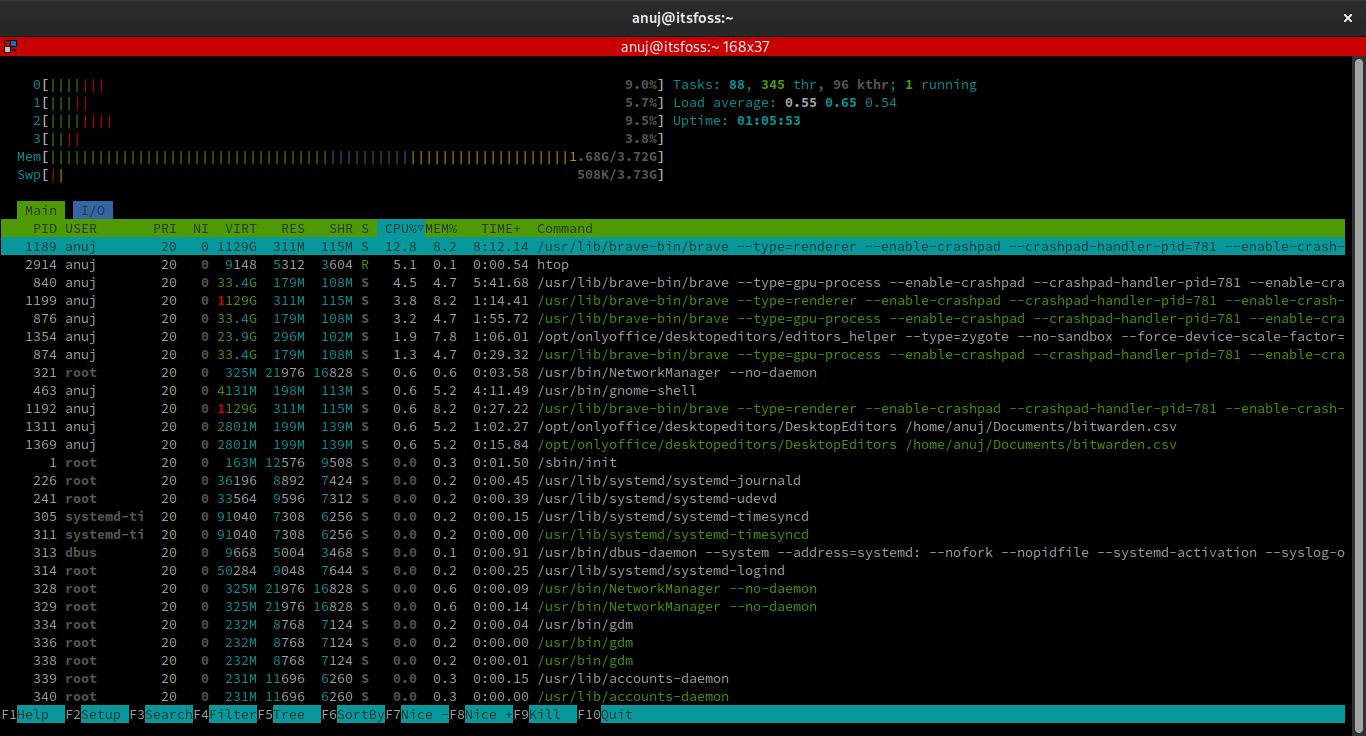 anuj@itsfoss:~
anuj@itsfoss:~ 168x37
0[|||||||9.0%] Tasks: 88, 345 thr, 96 kthr; 1 running
1[|||||5.7%] Load average: 0.55 0.65 0.54
2[||||||||9.5%] Uptime: 01:05:53
3[||||3.8%]
Mem[|||||||||||||||||||||||||||||||||||||||||||||||||||||||||||||||||1.68G/3.72G]
Swp[||508K/3.73G]
Main I/O
PID USER PRI NI VIRT RES SHR S CPU%▽MEM% TIME+ Command
1189 anuj 20 0 1129G 311M 115M S 12.8 8.2 8:12.14 /usr/lib/brave-bin/brave --type=renderer --enable-crashpad --crashpad-handler-pid=781 --enable-crash-
2914 anuj 20 0 9148 5312 3604 R 5.1 0.1 0:00.54 htop
840 anuj 20 0 33.4G 179M 108M S 4.5 4.7 5:41.68 /usr/lib/brave-bin/brave --type=gpu-process --enable-crashpad --crashpad-handler-pid=781 --enable-cra
1199 anuj 20 0 1129G 311M 115M S 3.8 8.2 1:14.41 /usr/lib/brave-bin/brave --type=renderer --enable-crashpad --crashpad-handler-pid=781 --enable-crash-
876 anuj 20 0 33.4G 179M 108M S 3.2 4.7 1:55.72 /usr/lib/brave-bin/brave --type=gpu-process --enable-crashpad --crashpad-handler-pid=781 --enable-cra
1354 anuj 20 0 23.9G 296M 102M S 1.9 7.8 1:06.01 /opt/onlyoffice/desktopeditors/editors_helper --type=zygote --no-sandbox --force-device-scale-factor=
874 anuj 20 0 33.4G 179M 108M S 1.3 4.7 0:29.32 /usr/lib/brave-bin/brave --type=gpu-process --enable-crashpad --crashpad-handler-pid=781 --enable-cra
321 root 20 0 325M 21976 16828 S 0.6 0.6 0:03.58 /usr/bin/NetworkManager --no-daemon
463 anuj 20 0 4131M 198M 113M S 0.6 5.2 4:11.49 /usr/bin/gnome-shell
1192 anuj 20 0 1129G 311M 115M S 0.6 8.2 0:27.22 /usr/lib/brave-bin/brave --type=renderer --enable-crashpad --crashpad-handler-pid=781 --enable-crash-
1311 anuj 20 0 2801M 199M 139M S 0.6 5.2 1:02.27 /opt/onlyoffice/desktopeditors/DesktopEditors /home/anuj/Documents/bitwarden.csv
1369 anuj 20 0 2801M 199M 139M S 0.6 5.2 0:15.84 /opt/onlyoffice/desktopeditors/DesktopEditors /home/anuj/Documents/bitwarden.csv
1 root 20 0 163M 12576 9508 S 0.0 0.3 0:01.50 /sbin/init
226 root 20 0 36196 8892 7424 S 0.0 0.2 0:00.45 /usr/lib/systemd/systemd-journald
241 root 20 0 33564 9596 7312 S 0.0 0.2 0:00.39 /usr/lib/systemd/systemd-udevd
305 systemd-ti 20 0 91040 7308 6256 S 0.0 0.2 0:00.15 /usr/lib/systemd/systemd-timesyncd
311 systemd-ti 20 0 91040 7308 6256 S 0.0 0.2 0:00.00 /usr/lib/systemd/systemd-timesyncd
313 dbus 20 0 9668 5004 3468 S 0.0 0.1 0:00.91 /usr/bin/dbus-daemon --system --address=systemd: --nofork --nopidfile --systemd-activation --syslog-o
314 root 20 0 50284 9048 7644 S 0.0 0.2 0:00.25 /usr/lib/systemd/systemd-logind
328 root 20 0 325M 21976 16828 S 0.0 0.6 0:00.09 /usr/bin/NetworkManager --no-daemon
329 root 20 0 325M 21976 16828 S 0.0 0.6 0:00.14 /usr/bin/NetworkManager --no-daemon
334 root 20 0 232M 8768 7124 S 0.0 0.2 0:00.04 /usr/bin/gdm
336 root 20 0 232M 8768 7124 S 0.0 0.2 0:00.00 /usr/bin/gdm
338 root 20 0 232M 8768 7124 S 0.0 0.2 0:00.01 /usr/bin/gdm
339 root 20 0 231M 11696 6260 S 0.0 0.3 0:00.15 /usr/lib/accounts-daemon
340 root 20 0 231M 11696 6260 S 0.0 0.3 0:00.00 /usr/lib/accounts-daemon
F1Help F2Setup F3SearchF4FilterF5Tree F6SortByF7Nice -F8Nice +F9Kill F10Quit